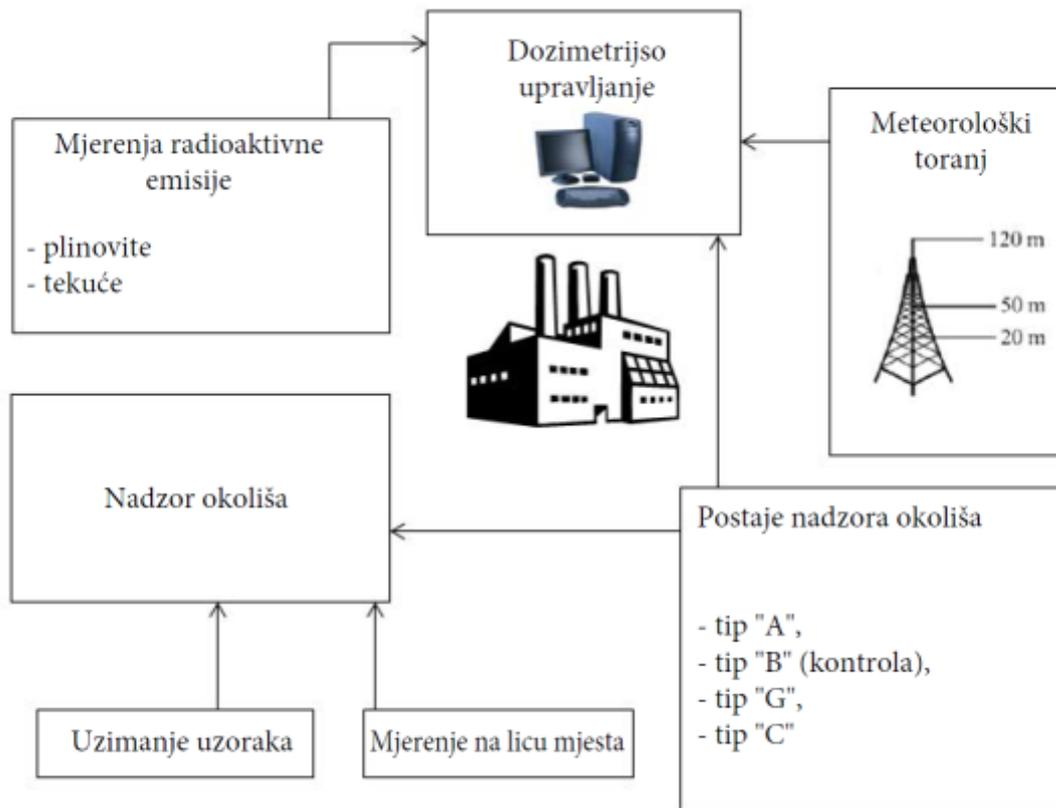 Dozimetrijso
upravljanje
Mjerenja radioaktivne
emisije
- plinovite
- tekuće
Meteorološki
toranj
120 m
50 m
20 m
Nadzor okoliša
Postaje nadzora okoliša
- tip "A",
- tip "B" (kontrola),
- tip "G",
- tip "C"
Uzimanje uzoraka
Mjerenje na licu mjesta